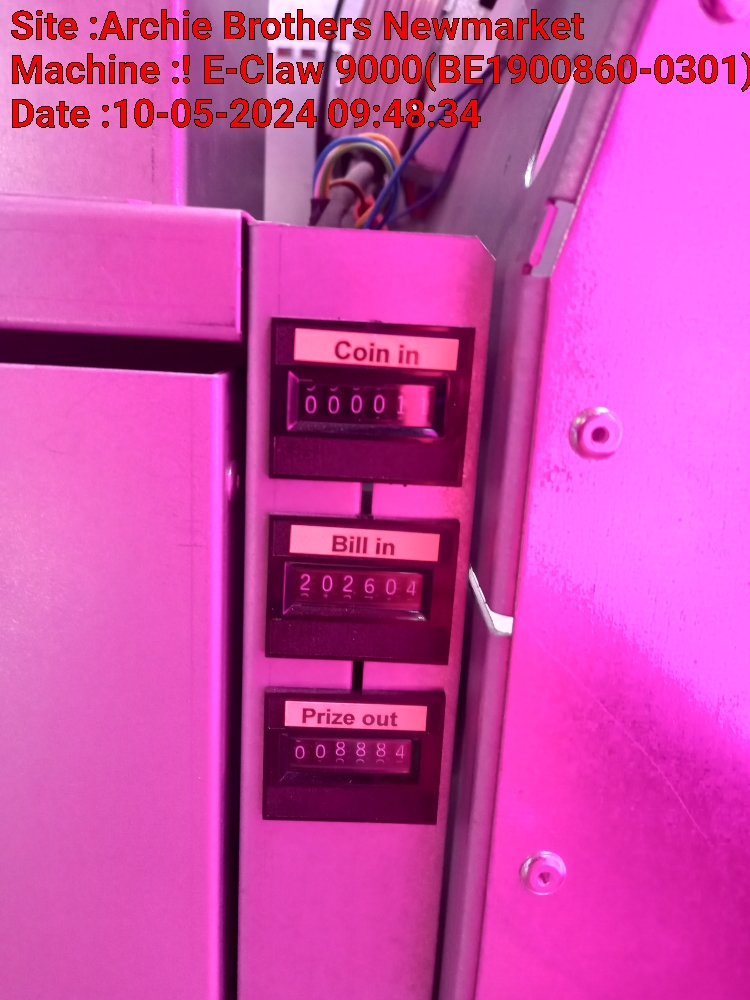 Site :Archie Brothers Newmarket
Machine :! E-Claw 9000(BE1900860-0301)
Date :10-05-2024 09:48:34
Coin in
000011
Bill in
202604
Prize out
008884